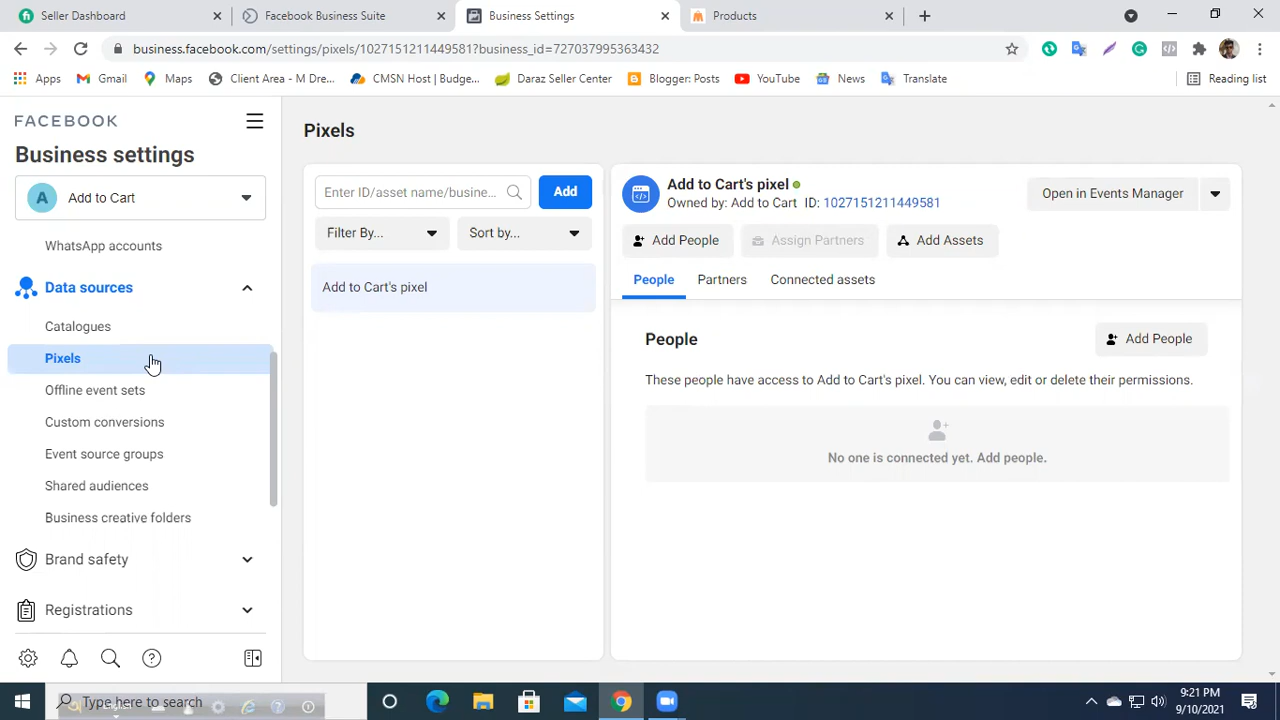 Seller Dashboard
Facebook Business Suite
Business Settings
Products
business.facebook.com/settings/pixels/1027151211449581?business_id=727037995363432
Apps
Gmail
Maps
Client Area - M Dre...
CMSN Host | Budge...
Daraz Seller Center
Blogger: Posts
YouTube
News
Translate
Reading list
FACEBOOK
Business settings
A
Add to Cart
WhatsApp accounts
Data sources
Catalogues
Pixels
Offline event sets
Custom conversions
Event source groups
Shared audiences
Business creative folders
Brand safety
Registrations
Pixels
Enter ID/asset name/busine...
Add
Filter By...
Sort by...
Add to Cart's pixel
Add to Cart's pixel
Owned by: Add to Cart ID: 1027151211449581
Open in Events Manager
Add People
Assign Partners
Add Assets
People
Partners
Connected assets
People
Add People
These people have access to Add to Cart's pixel. You can view, edit or delete their permissions.
No one is connected yet. Add people.
Type here to search
9:21 PM
9/10/2021